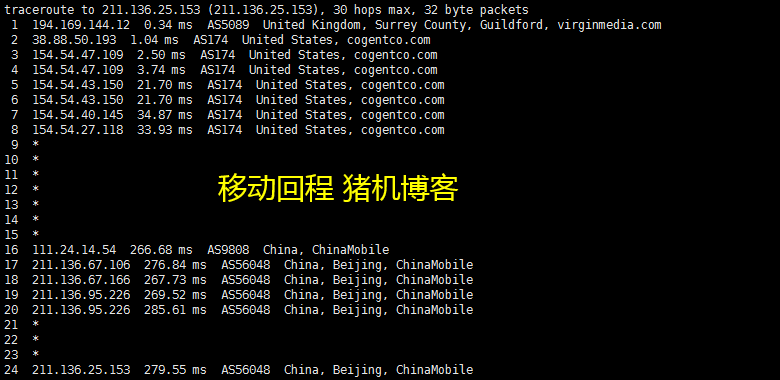 traceroute to 211.136.25.153 (211.136.25.153), 30 hops max, 32 byte packets
1 194.169.144.12 0.34 ms AS5089 United Kingdom, Surrey County, Guildford, virginmedia.com
2 38.88.50.193 1.04 ms AS174 United States, cogentco.com
3 154.54.47.109 2.50 ms AS174 United States, cogentco.com
4 154.54.47.109 3.74 ms AS174 United States, cogentco.com
5 154.54.43.150 21.70 ms AS174 United States, cogentco.com
6 154.54.43.150 21.70 ms AS174 United States, cogentco.com
7 154.54.40.145 34.87 ms AS174 United States, cogentco.com
8 154.54.27.118 33.93 ms AS174 United States, cogentco.com
9 *
10 *
11 *
12 *
移动回程 猪机博客
13 *
14 *
15 *
16 111.24.14.54 266.68 ms AS9808 China, ChinaMobile
17 211.136.67.106 276.84 ms AS56048 China, Beijing, ChinaMobile
18 211.136.67.166 267.73 ms AS56048 China, Beijing, ChinaMobile
19 211.136.95.226 269.52 ms AS56048 China, Beijing, ChinaMobile
20 211.136.95.226 285.61 ms AS56048 China, Beijing, ChinaMobile
21 *
22 *
23 *
24 211.136.25.153 279.55 ms AS56048 China, Beijing, ChinaMobile